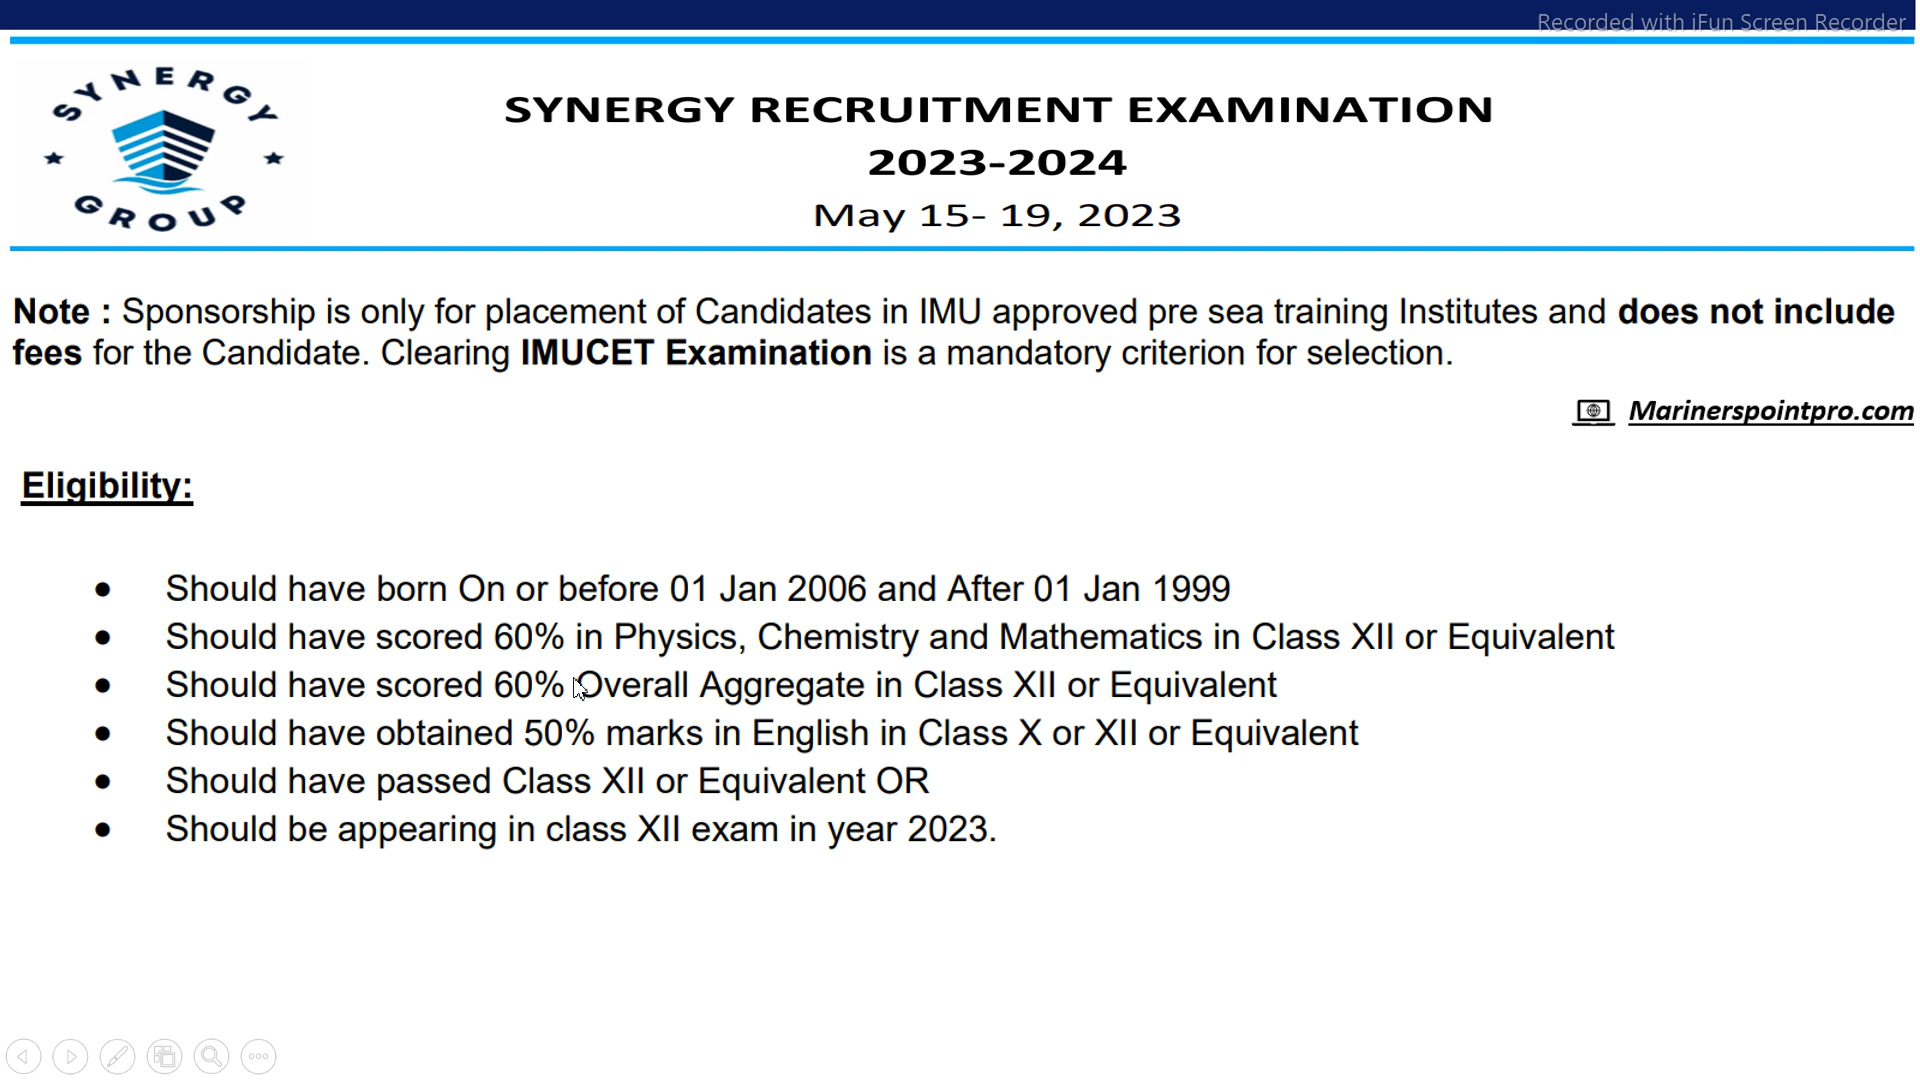 Recorded with iFun Screen Recorder
SYNERGY
GROUP
SYNERGY RECRUITMENT EXAMINATION
2023-2024
May 15- 19, 2023
Note : Sponsorship is only for placement of Candidates in IMU approved pre sea training Institutes and does not include
fees for the Candidate. Clearing IMUCET Examination is a mandatory criterion for selection.
Marinerspointpro.com
Eligibility:
• Should have born On or before 01 Jan 2006 and After 01 Jan 1999
• Should have scored 60% in Physics, Chemistry and Mathematics in Class XII or Equivalent
• Should have scored 60% Overall Aggregate in Class XII or Equivalent
• Should have obtained 50% marks in English in Class X or XII or Equivalent
• Should have passed Class XII or Equivalent OR
• Should be appearing in class XII exam in year 2023.